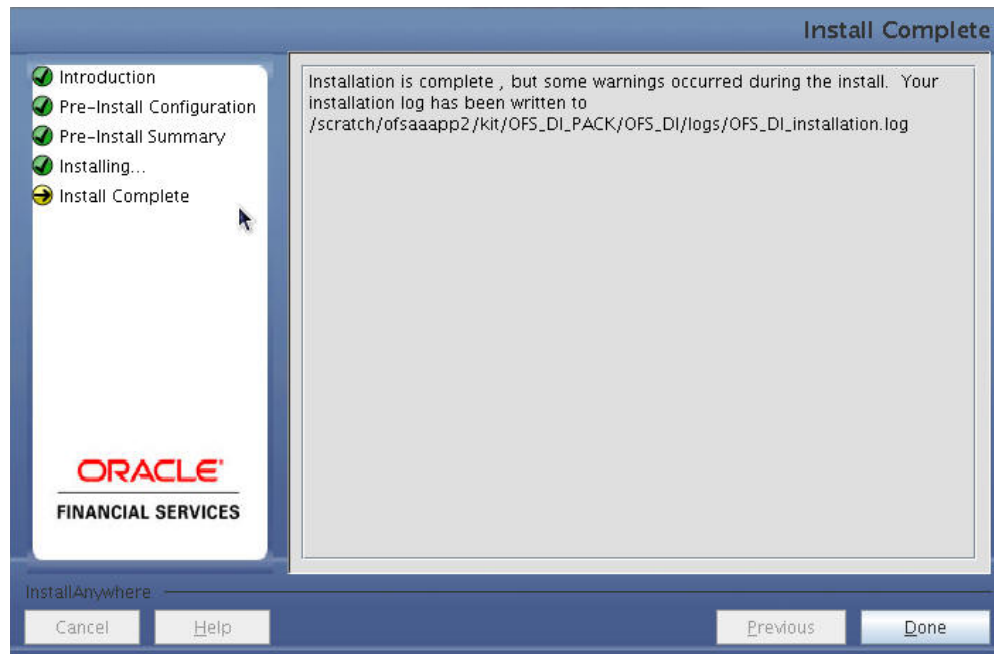 Install Complete
Introduction
Pre-Install Configuration
Pre-Install Summary
Installing...
Install Complete
Installation is complete , but some warnings occurred during the install. Your
installation log has been written to
/scratch/ofsaaapp2/kit/OFS_DI_PACK/OFS_DI/logs/OFS_DI_installation.log
ORACLE
FINANCIAL SERVICES
InstallAnywhere
Cancel
Help
Previous
Done